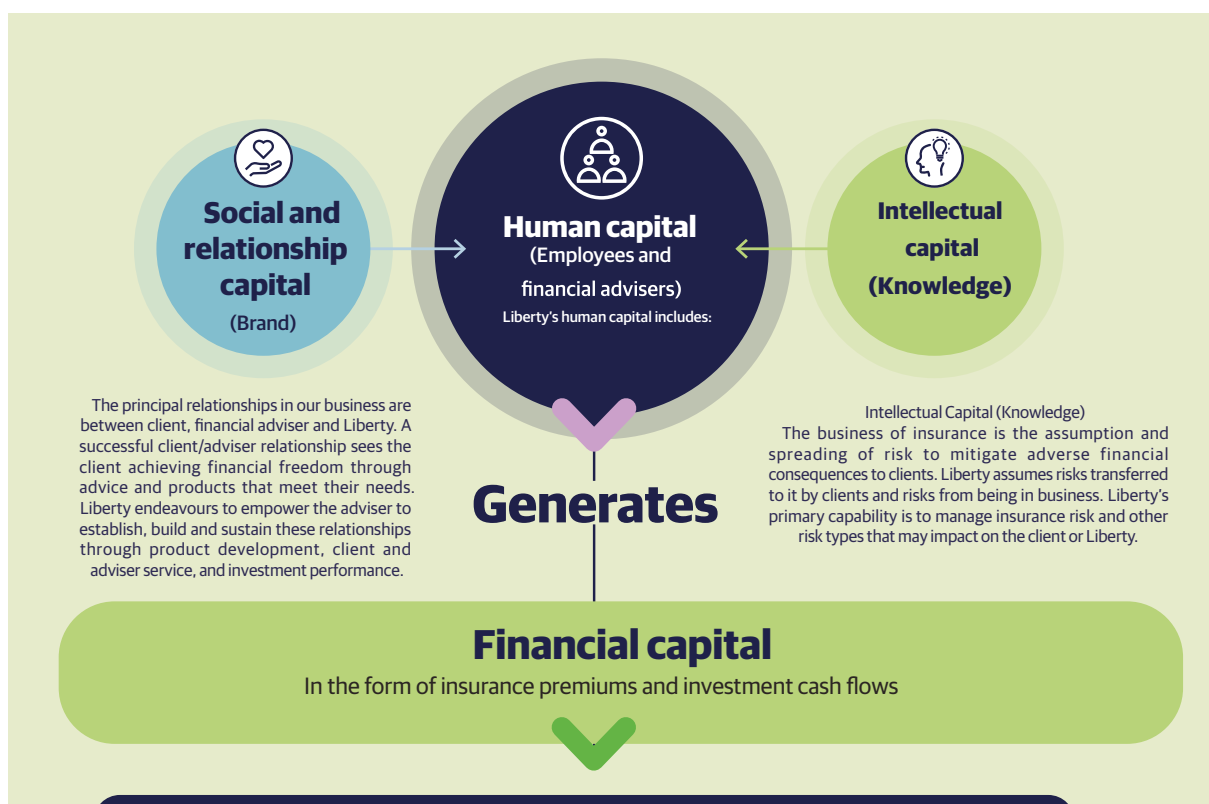 Social and
relationship
capital
(Brand)
Human capital
(Employees and
financial advisers)
Liberty's human capital includes:
Intellectual
capital
(Knowledge)
The principal relationships in our business are
between client, financial adviser and Liberty. A
successful client/adviser relationship sees the
client achieving financial freedom through
advice and products that meet their needs.
Liberty endeavours to empower the adviser to
establish, build and sustain these relationships
through product development, client and
adviser service, and investment performance.
Intellectual Capital (Knowledge)
The business of insurance is the assumption and
spreading of risk to mitigate adverse financial
consequences to clients. Liberty assumes risks transferred
to it by clients and risks from being in business. Liberty's
primary capability is to manage insurance risk and other
risk types that may impact on the client or Liberty.
Generates
Financial capital
In the form of insurance premiums and investment cash flows